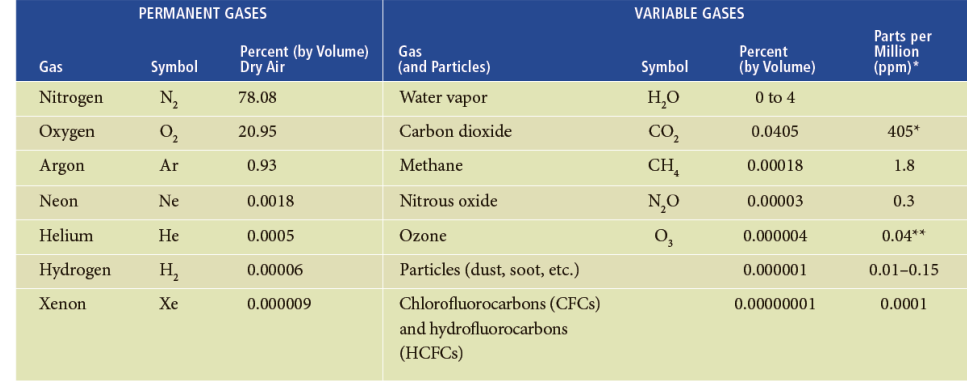 PERMANENT GASES VARIABLE GASES
Gas Symbol Percent (by Volume) Dry Air Gas (and Particles) Symbol Percent (by Volume) Parts per Million (ppm)*
Nitrogen N₂ 78.08 Water vapor H₂O 0 to 4
Oxygen O₂ 20.95 Carbon dioxide CO₂ 0.0405 405*
Argon Ar 0.93 Methane CH₄ 0.00018 1.8
Neon Ne 0.0018 Nitrous oxide N₂O 0.00003 0.3
Helium He 0.0005 Ozone O₃ 0.000004 0.04**
Hydrogen H₂ 0.00006 Particles (dust, soot, etc.) 0.000001 0.01–0.15
Xenon Xe 0.000009 Chlorofluorocarbons (CFCs) 0.00000001 0.0001
and hydrofluorocarbons
(HCFCs)